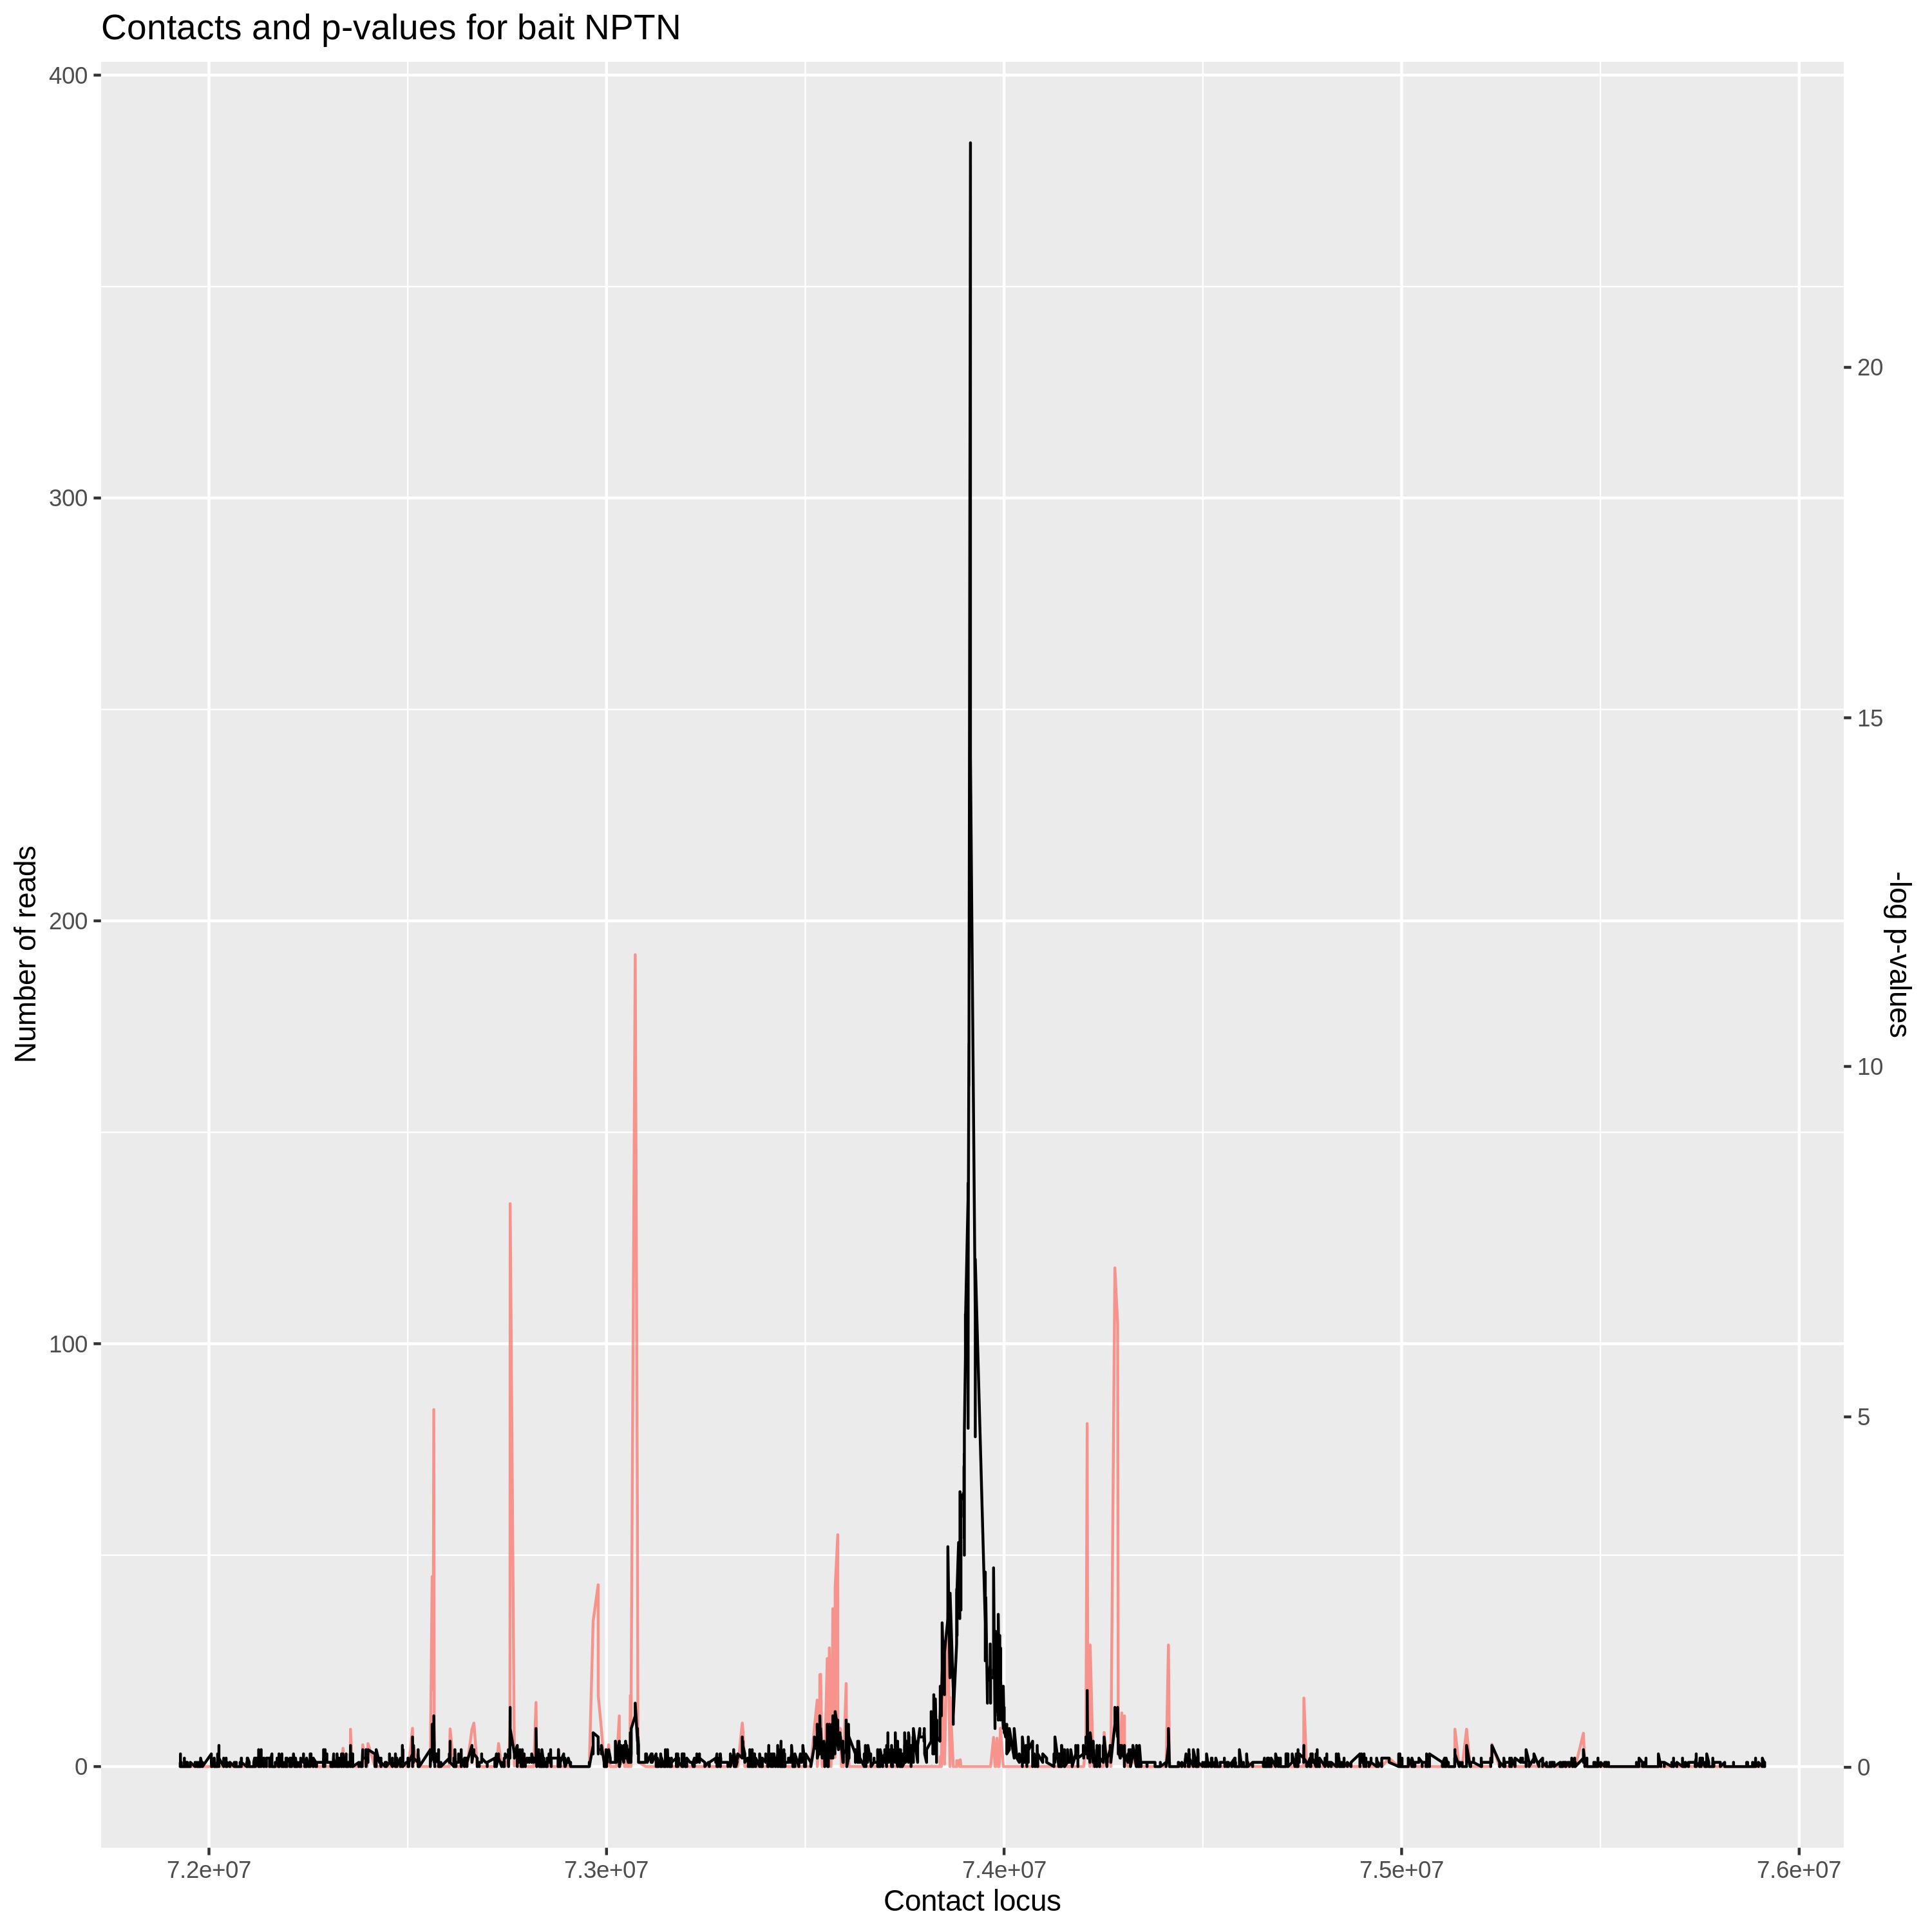 Contacts and p-values for bait NPTN
400
300
200
100
0
Number of reads
20
15
10
5
0
-log p-values
7.2e+07
7.3e+07
7.4e+07
7.5e+07
7.6e+07
Contact locus